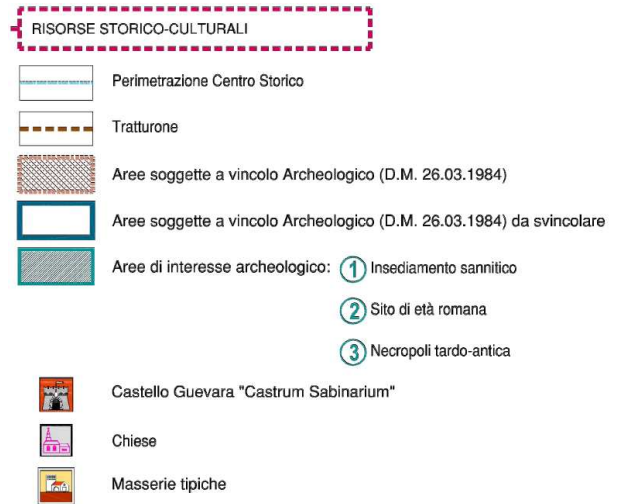 RISORSE STORICO-CULTURALI
Perimetrazione Centro Storico
Tratturone
Aree soggette a vincolo Archeologico (D.M. 26.03.1984)
Aree soggette a vincolo Archeologico (D.M. 26.03.1984) da svincolare
Aree di interesse archeologico: 1 Insediamento sannitico
2 Sito di età romana
3 Necropoli tardo-antica
Castello Guevara "Castrum Sabinarium"
Chiese
Masserie tipiche